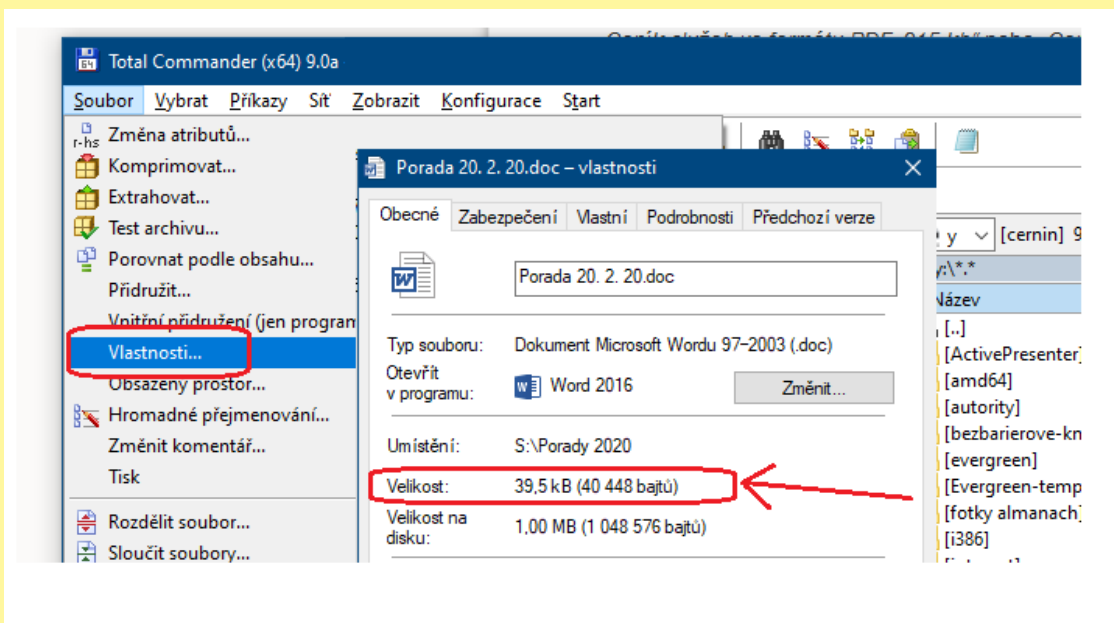 Total Commander (x64) 9.0a
Soubor Vybrat Příkazy Síť Zobrazit Konfigurace Start
r-hs Změna atributů...
Komprimovat...
Extrahovat...
Test archivu...
Porovnat podle obsahu...
Přidružit...
Vnitřní přidružení (jen program
Vlastnosti...
Obsazený prostor...
Hromadné přejmenování...
Změnit komentář...
Tisk
Rozdělit soubor...
Sloučit soubory...
Porada 20. 2. 20.doc – vlastnosti
Obecné Zabezpečení Vlastní Podrobnosti Předchozí verze
Porada 20. 2. 20.doc
Typ souboru: Dokument Microsoft Wordu 97–2003 (.doc)
Otevřít
v programu: Word 2016 Změnit...
Umístění: S:\Porady 2020
Velikost: 39,5 kB (40 448 bajtů)
Velikost na
disku: 1,00 MB (1 048 576 bajtů)
y [cernin] 9
y:\*.*
Název
[..]
[ActivePresenter]
[amd64]
[autority]
[bezbarierove-kn
[evergreen]
[Evergreen-temp
[fotky almanach]
[i386]